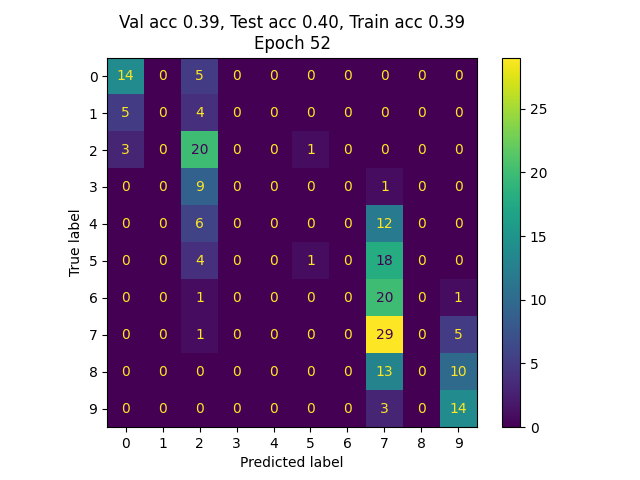 Val acc 0.39, Test acc 0.40, Train acc 0.39
Epoch 52
0 14 0 5 0 0 0 0 0 0 0
1 5 0 4 0 0 0 0 0 0 0
2 3 0 20 0 0 1 0 0 0 0
3 0 0 9 0 0 0 0 1 0 0
4 0 0 6 0 0 0 0 12 0 0
5 0 0 4 0 0 1 0 18 0 0
6 0 0 1 0 0 0 0 20 0 1
7 0 0 1 0 0 0 0 29 0 5
8 0 0 0 0 0 0 0 13 0 10
9 0 0 0 0 0 0 0 3 0 14
0 1 2 3 4 5 6 7 8 9
Predicted label
True label
25
20
15
10
5
0